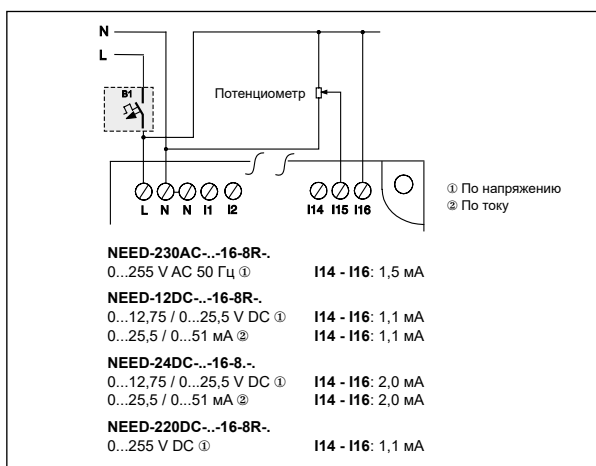 N
L
B1
Потенциометр
L N N I1 I2 I14 I15 I16
① По напряжению
② По току
NEED-230AC-..-16-8R-.
0...255 V AC 50 Гц ① I14 - I16: 1,5 мА
NEED-12DC-..-16-8R-.
0...12,75 / 0...25,5 V DC ① I14 - I16: 1,1 мА
0...25,5 / 0...51 мА ② I14 - I16: 1,1 мА
NEED-24DC-..-16-8.-.
0...12,75 / 0...25,5 V DC ① I14 - I16: 2,0 мА
0...25,5 / 0...51 мА ② I14 - I16: 2,0 мА
NEED-220DC-..-16-8R-.
0...255 V DC ① I14 - I16: 1,1 мА